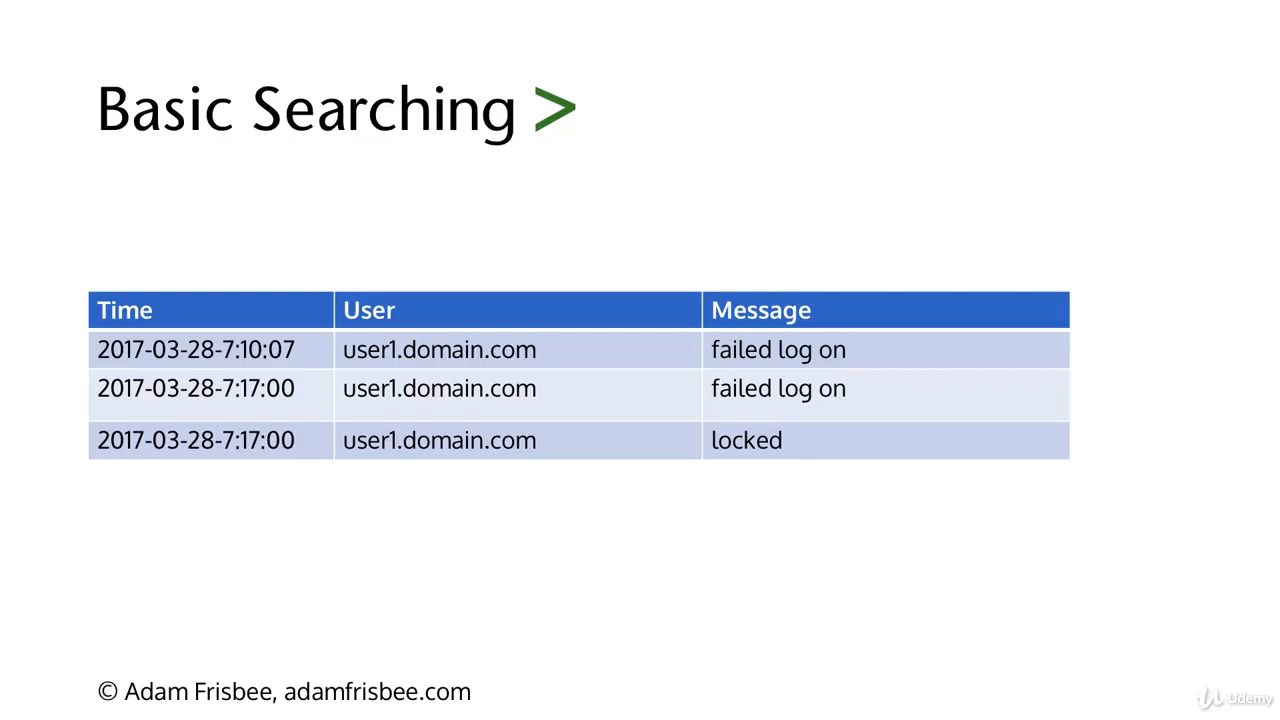 Basic Searching >
Time User Message
2017-03-28-7:10:07 user1.domain.com failed log on
2017-03-28-7:17:00 user1.domain.com failed log on
2017-03-28-7:17:00 user1.domain.com locked
© Adam Frisbee, adamfrisbee.com
Udemy